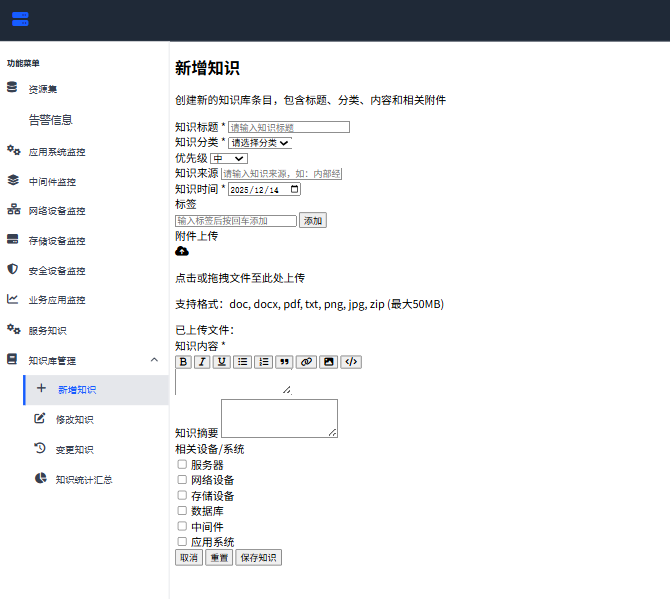 功能菜单
资源集
告警信息
应用系统监控
中间件监控
网络设备监控
存储设备监控
安全设备监控
业务应用监控
服务知识
知识库管理
新增知识
修改知识
变更知识
知识统计汇总
新增知识
创建新的知识库条目，包含标题、分类、内容和相关附件
知识标题 * 请输入知识标题
知识分类 * 请选择分类
优先级 中
知识来源 请输入知识来源，如：内部经
知识时间 * 2025/12/14
标签
输入标签后按回车添加 添加
附件上传
点击或拖拽文件至此处上传
支持格式：doc, docx, pdf, txt, png, jpg, zip (最大50MB)
已上传文件：
知识内容 *
B I U
知识摘要
相关设备/系统
服务器
网络设备
存储设备
数据库
中间件
应用系统
取消 重置 保存知识